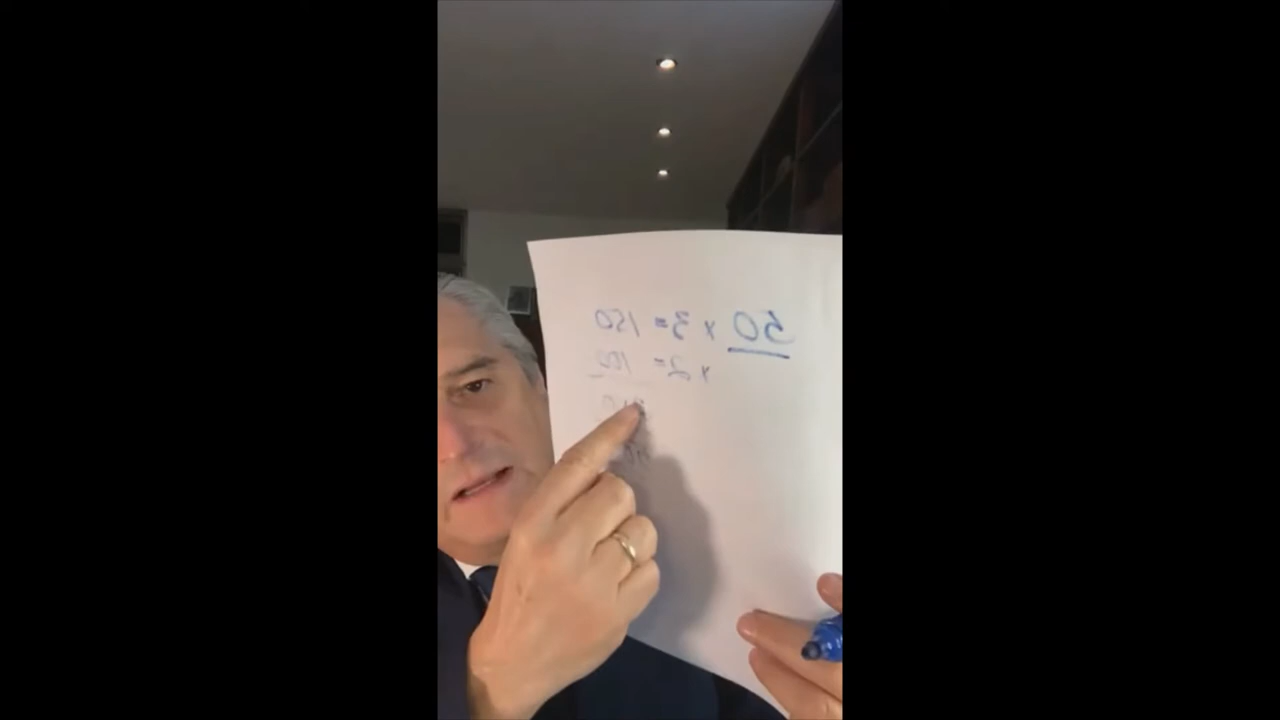 50 x 3 = 150
x 2 = 100